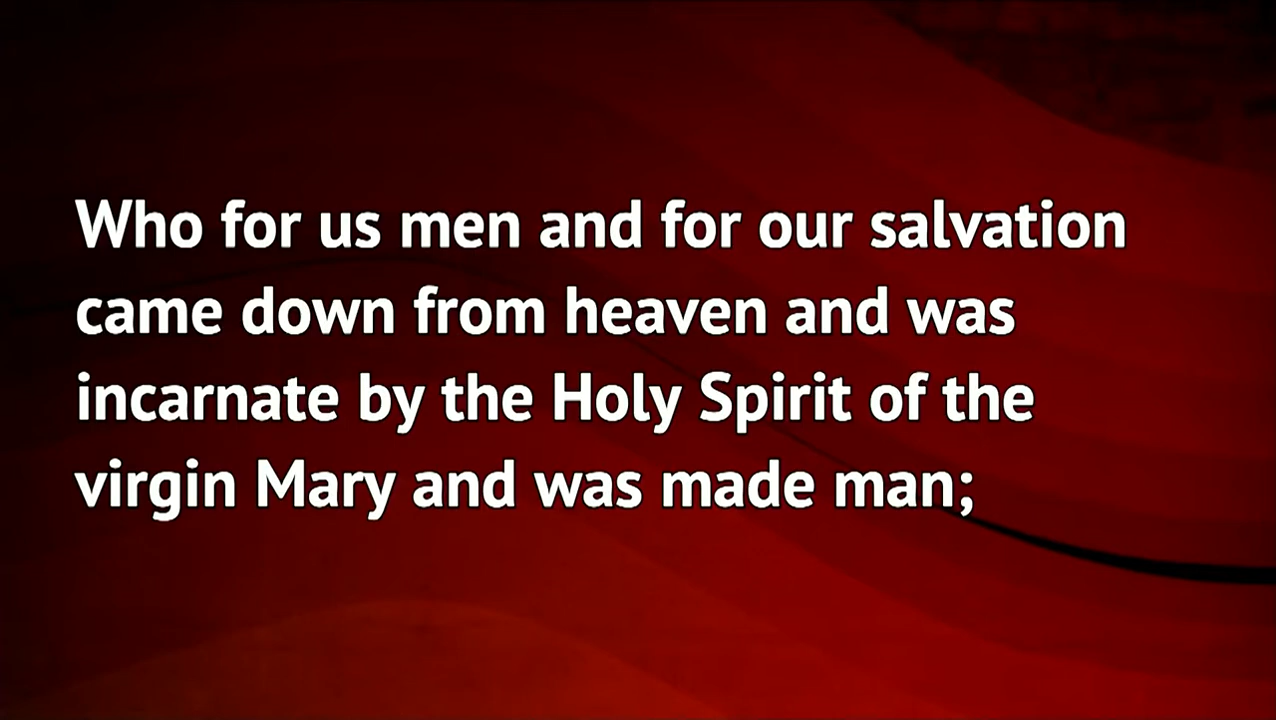 Who for us men and for our salvation
came down from heaven and was
incarnate by the Holy Spirit of the
virgin Mary and was made man;